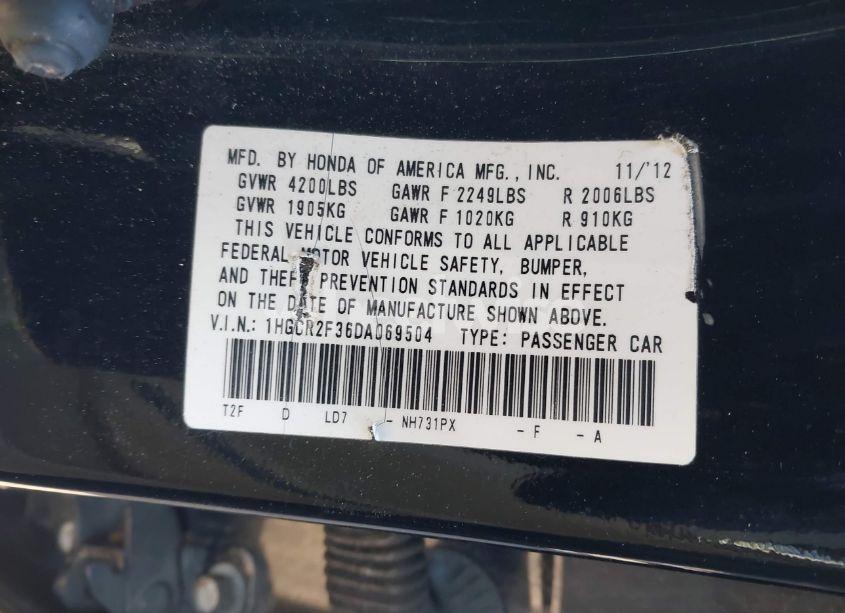 MFD. BY HONDA OF AMERICA MFG., INC. 11/'12
GVWR 4200LBS GAWR F 2249LBS R 2006LBS
GVWR 1905KG GAWR F 1020KG R 910KG
THIS VEHICLE CONFORMS TO ALL APPLICABLE
FEDERAL MOTOR VEHICLE SAFETY, BUMPER,
AND THEFT PREVENTION STANDARDS IN EFFECT
ON THE DATE OF MANUFACTURE SHOWN ABOVE.
V.I.N.: 1HGCR2F36DA069504 TYPE: PASSENGER CAR
T2F D LD7 - NH731PX - F - A